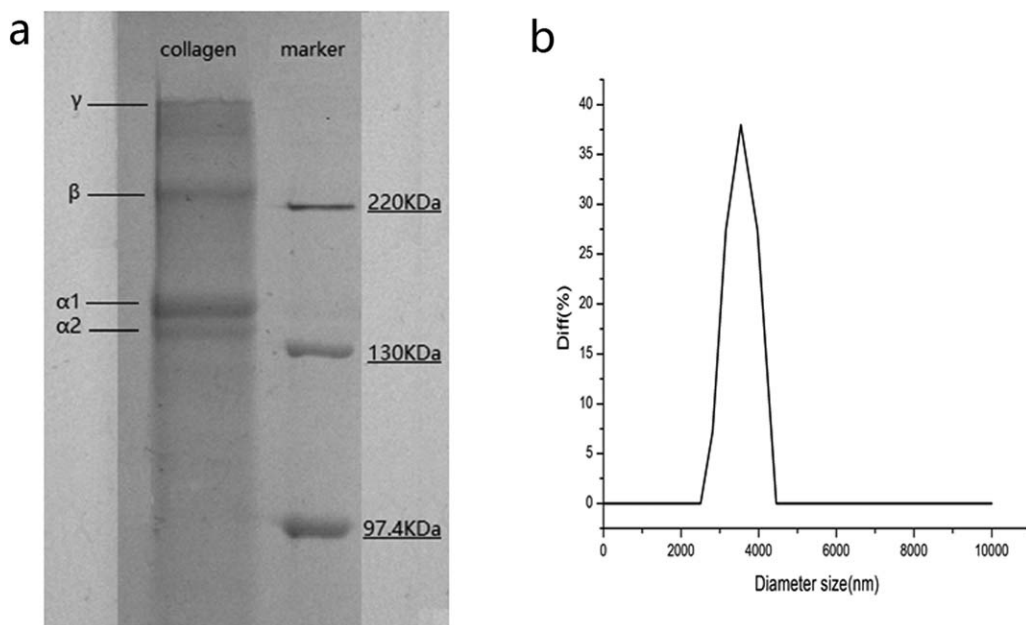 a
collagen marker
γ
β
220KDa
α1
α2
130KDa
97.4KDa
b
40
35
30
25
20
15
10
5
0
Diff(%)
0 2000 4000 6000 8000 10000
Diameter size(nm)